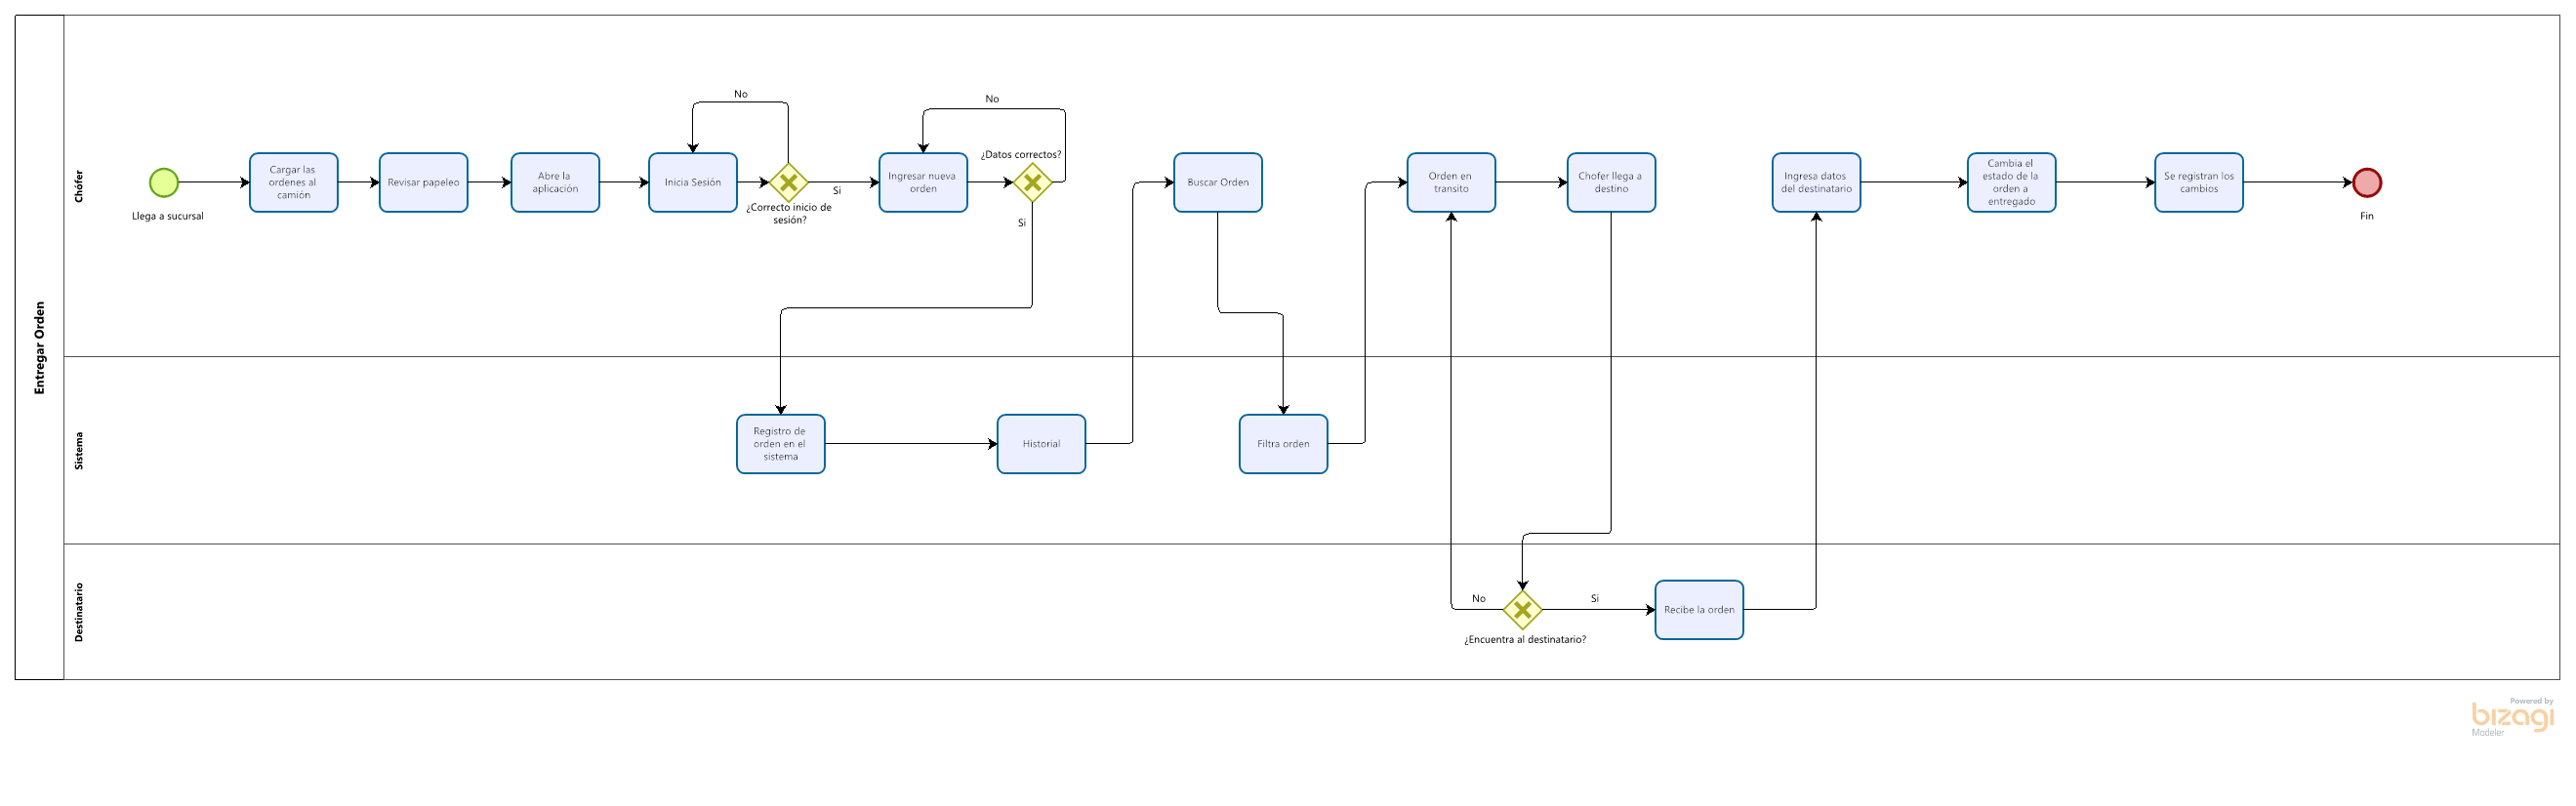 Entregar Orden
Chófer
Llega a sucursal
Cargar las
ordenes al
camión
Revisar papeleo
Abre la
aplicación
Inicia Sesión
No
¿Correcto inicio de
sesión?
Si
Ingresar nueva
orden
No
¿Datos correctos?
Si
Buscar Orden
Orden en
transito
Chofer llega a
destino
Ingresa datos
del destinatario
Cambia el
estado de la
orden a
entregado
Se registran los
cambios
Fin
Sistema
Registro de
orden en el
sistema
Historial
Filtra orden
Destinatario
No
¿Encuentra al destinatario?
Si
Recibe la orden
Powered by
bizagi
Modeler